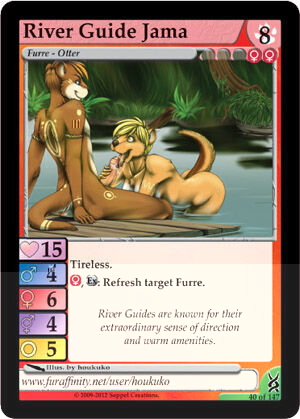 River Guide Jama 8
Furre - Otter
15
4
6
4
5
Tireless.
, : Refresh target Furre.
River Guides are known for their
extraordinary sense of direction
and warm amenities.
Illus. by houkuko
www.furaffinity.net/user/houkuko
© 2009-2012 Sappel Creations.
40 of 147